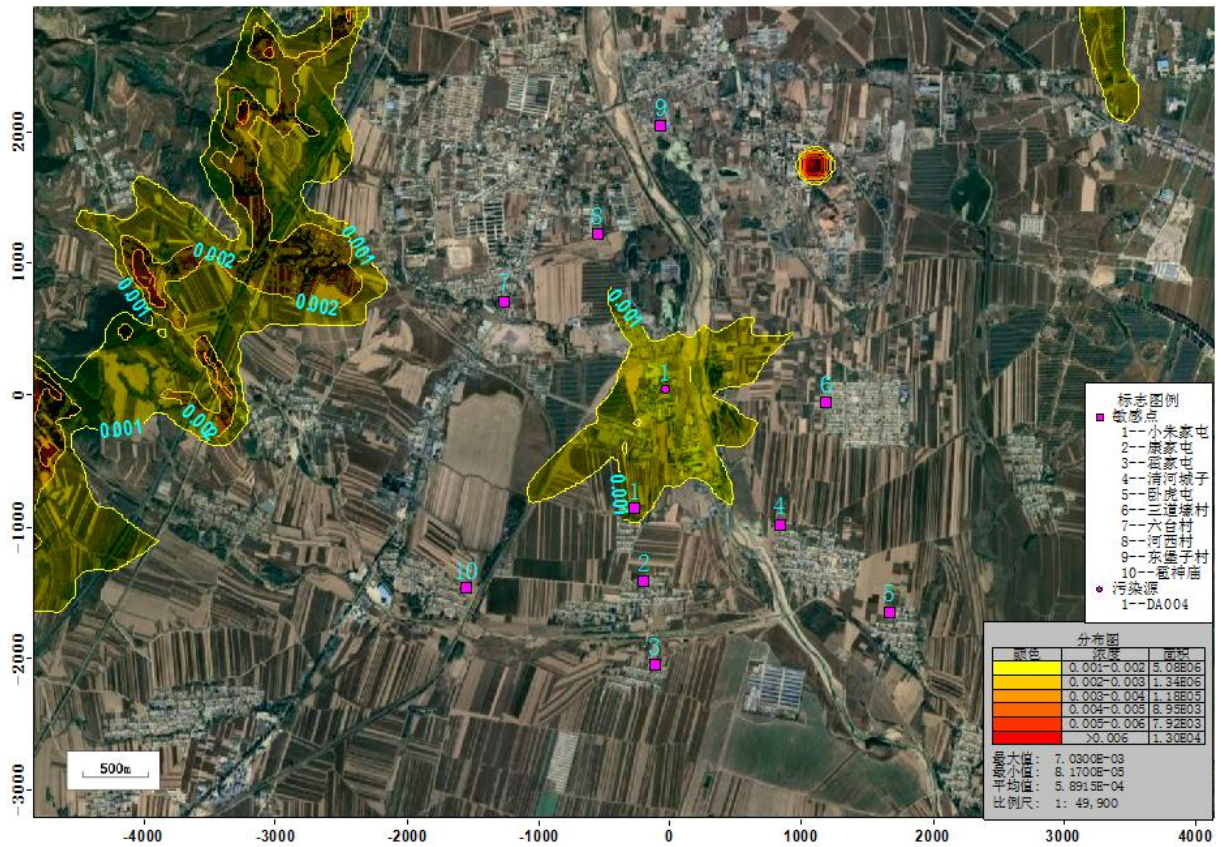 0.001
0.002
0.001
0.002
0.001
0.001
0.002
0.001
0.001
9
8
7
1
6
1
4
2
10
5
3
2000
1000
0
-1000
-2000
-3000
-4000
-3000
-2000
-1000
0
1000
2000
3000
4000
500m
标志图例
敏感点
1--小朱家屯
2--康家屯
3--霍家屯
4--清河城子
5--卧虎屯
6--三道壕村
7--六台村
8--河西村
9--东堡子村
10--雹神庙
污染源
1--DA004
分布图
颜色 浓度 面积
0.001-0.002 5.08E06
0.002-0.003 1.34E06
0.003-0.004 1.18E05
0.004-0.005 8.95E03
0.005-0.006 7.92E03
>0.006 1.30E04
最大值: 7.0300E-03
最小值: 8.1700E-05
平均值: 5.8915E-04
比例尺: 1: 49,900